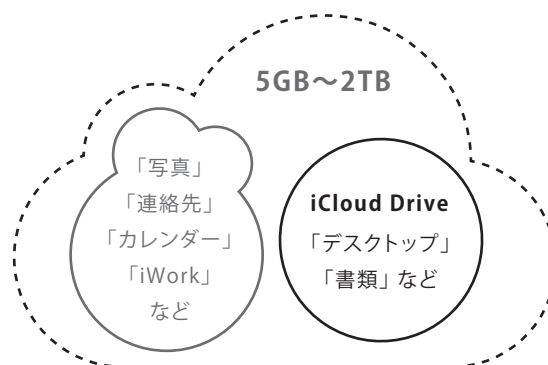 5GB～2TB
「写真」
「連絡先」
「カレンダー」
「iWork」
など
iCloud Drive
「デスクトップ」
「書類」など